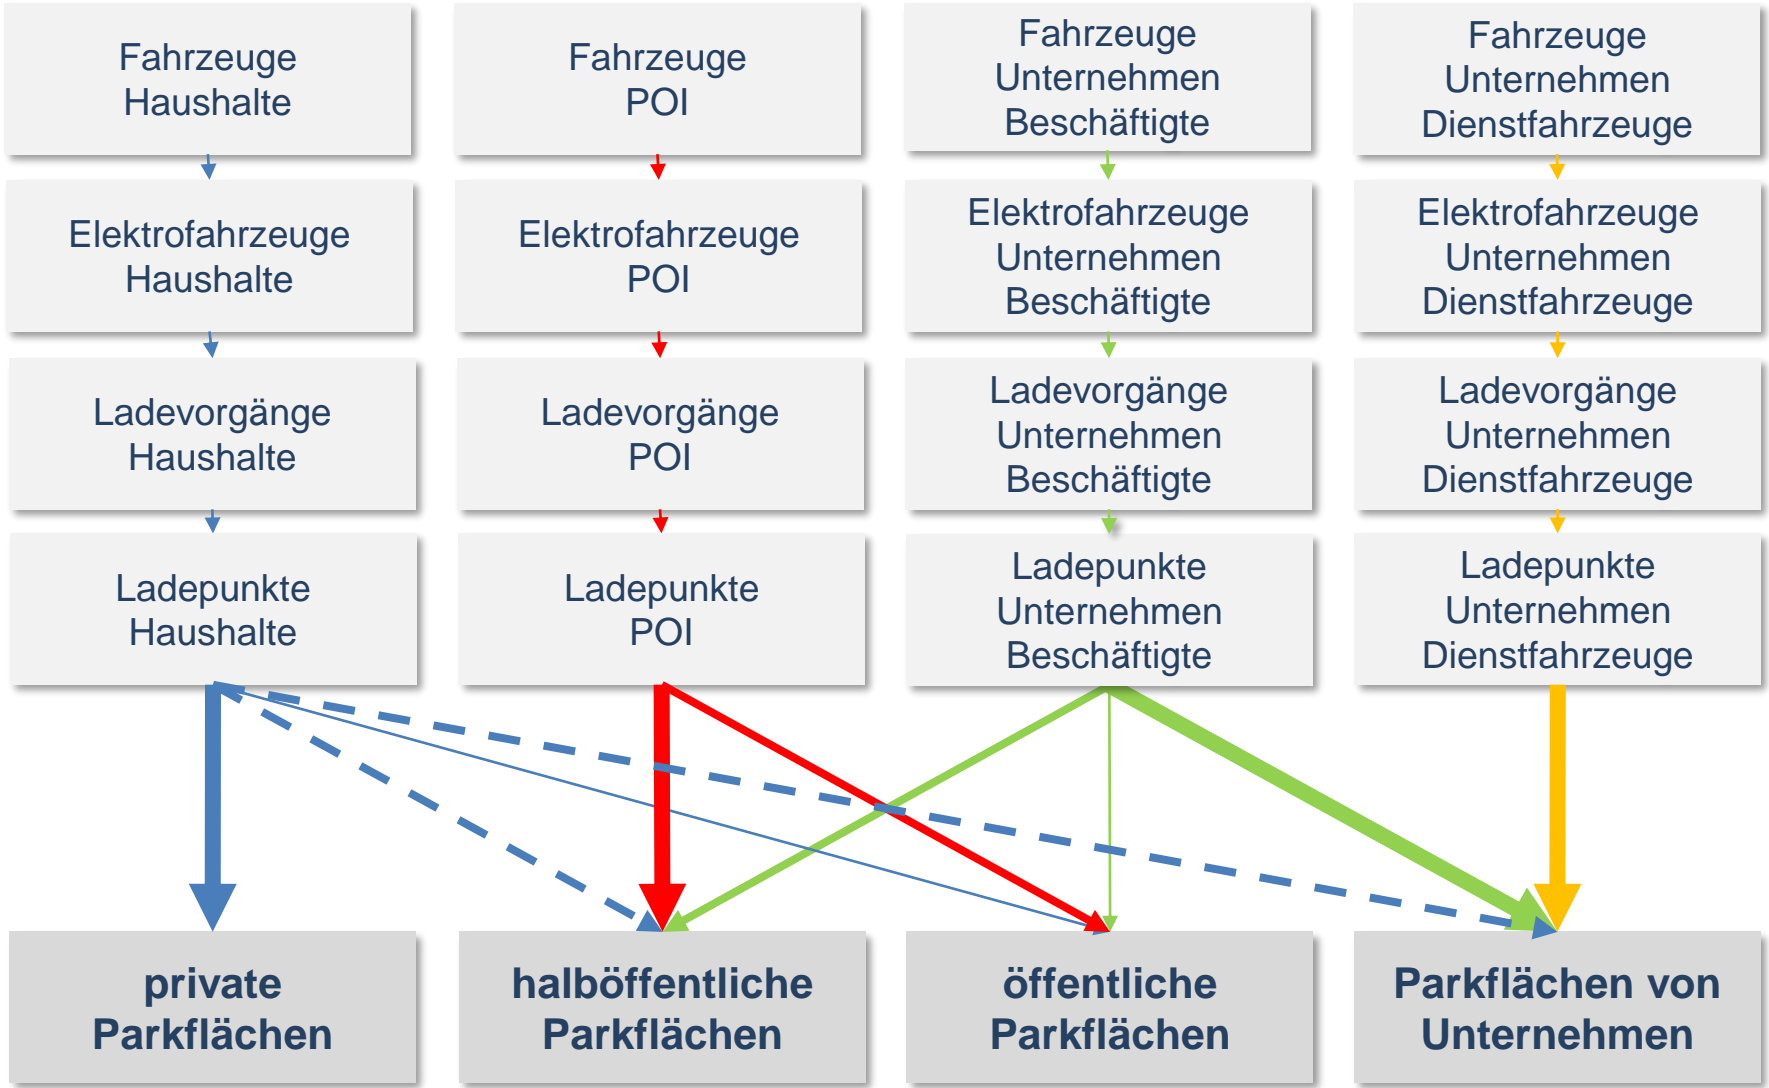 Fahrzeuge
Haushalte
Fahrzeuge
POI
Fahrzeuge
Unternehmen
Beschäftigte
Fahrzeuge
Unternehmen
Dienstfahrzeuge
Elektrofahrzeuge
Haushalte
Elektrofahrzeuge
POI
Elektrofahrzeuge
Unternehmen
Beschäftigte
Elektrofahrzeuge
Unternehmen
Dienstfahrzeuge
Ladevorgänge
Haushalte
Ladevorgänge
POI
Ladevorgänge
Unternehmen
Beschäftigte
Ladevorgänge
Unternehmen
Dienstfahrzeuge
Ladepunkte
Haushalte
Ladepunkte
POI
Ladepunkte
Unternehmen
Beschäftigte
Ladepunkte
Unternehmen
Dienstfahrzeuge
private
Parkflächen
halböffentliche
Parkflächen
öffentliche
Parkflächen
Parkflächen von
Unternehmen